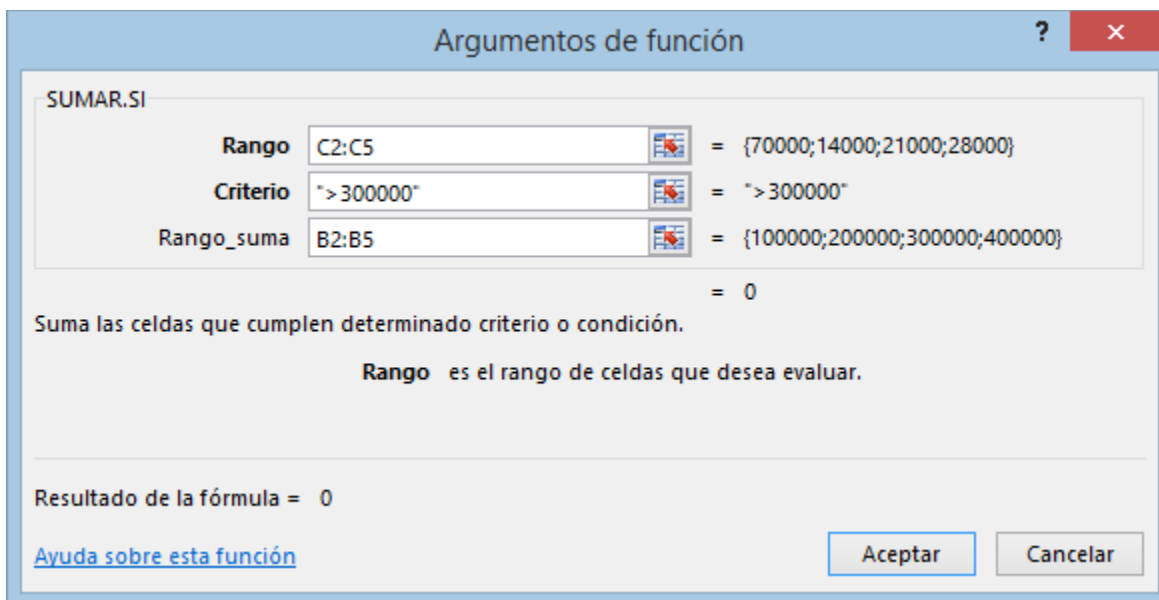 Argumentos de función
?
SUMAR.SI
Rango C2:C5 = {70000;14000;21000;28000}
Criterio ">300000" = ">300000"
Rango_suma B2:B5 = {100000;200000;300000;400000}
= 0
Suma las celdas que cumplen determinado criterio o condición.
Rango es el rango de celdas que desea evaluar.
Resultado de la fórmula = 0
Ayuda sobre esta función Aceptar Cancelar